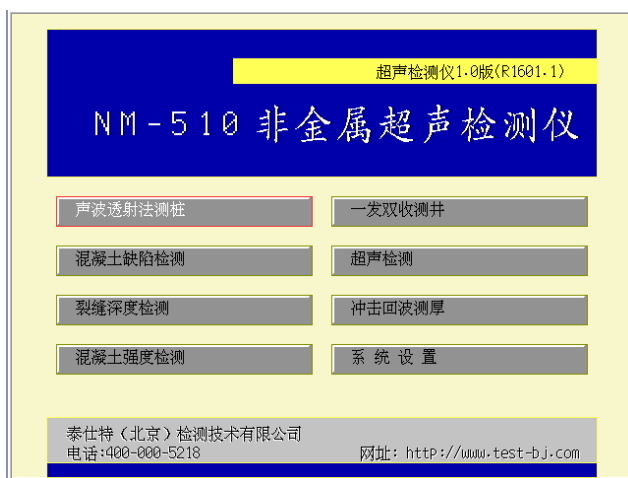 超声检测仪1.0版(R1601.1)
NM-510 非金属超声检测仪
声波透射法测桩
一发双收测井
混凝土缺陷检测
超声检测
裂缝深度检测
冲击回波测厚
混凝土强度检测
系 统 设 置
泰仕特（北京）检测技术有限公司
电话:400-000-5218
网址: http://www.test-bj.com